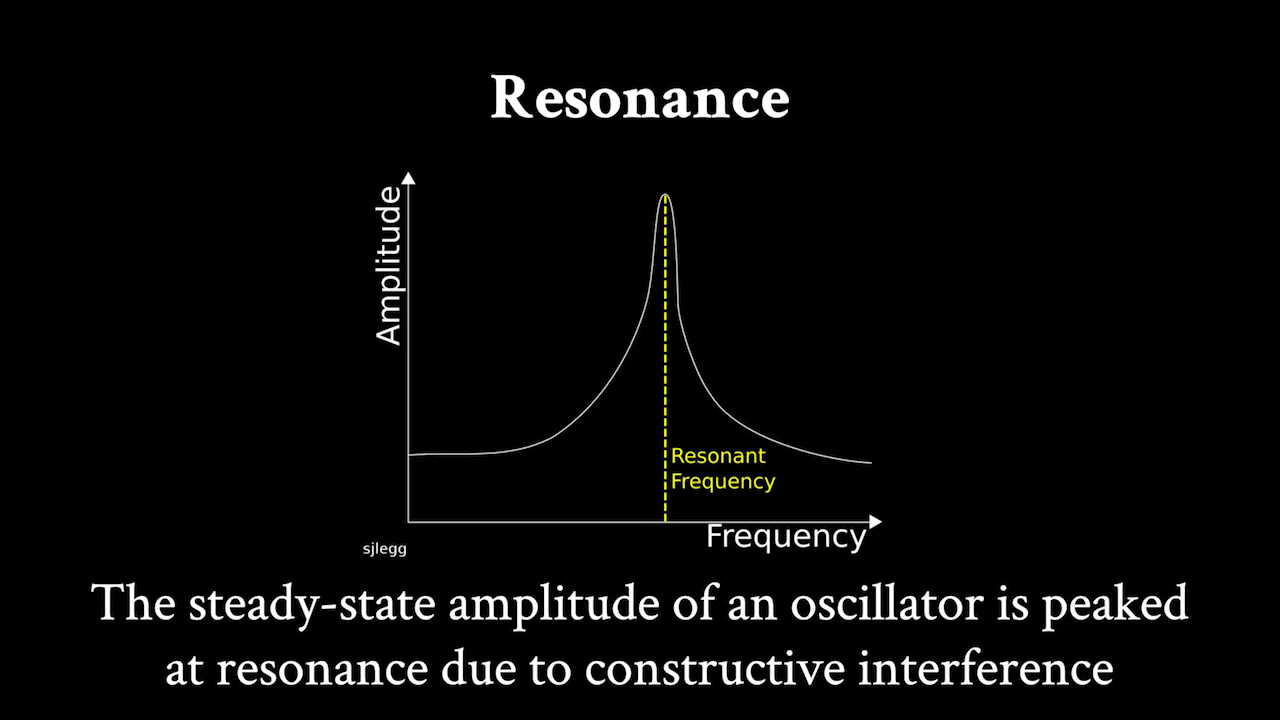 Resonance
Amplitude
Resonant
Frequency
Frequency
sjlegg
The steady-state amplitude of an oscillator is peaked
at resonance due to constructive interference